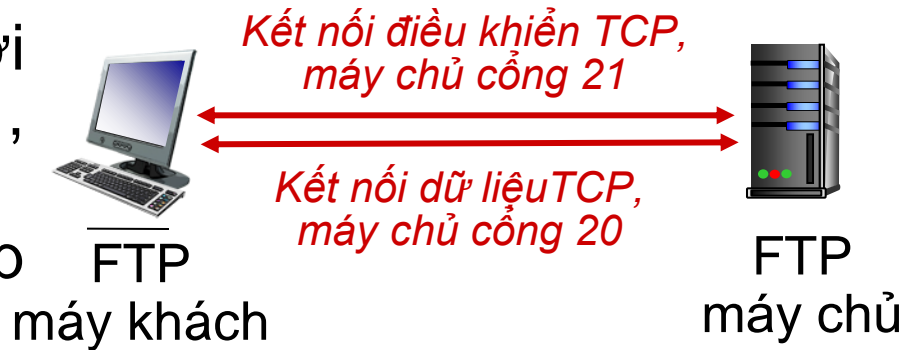 Kết nối điều khiển TCP,
máy chủ cổng 21
Kết nối dữ liệuTCP,
máy chủ cổng 20
FTP
máy khách
FTP
máy chủ